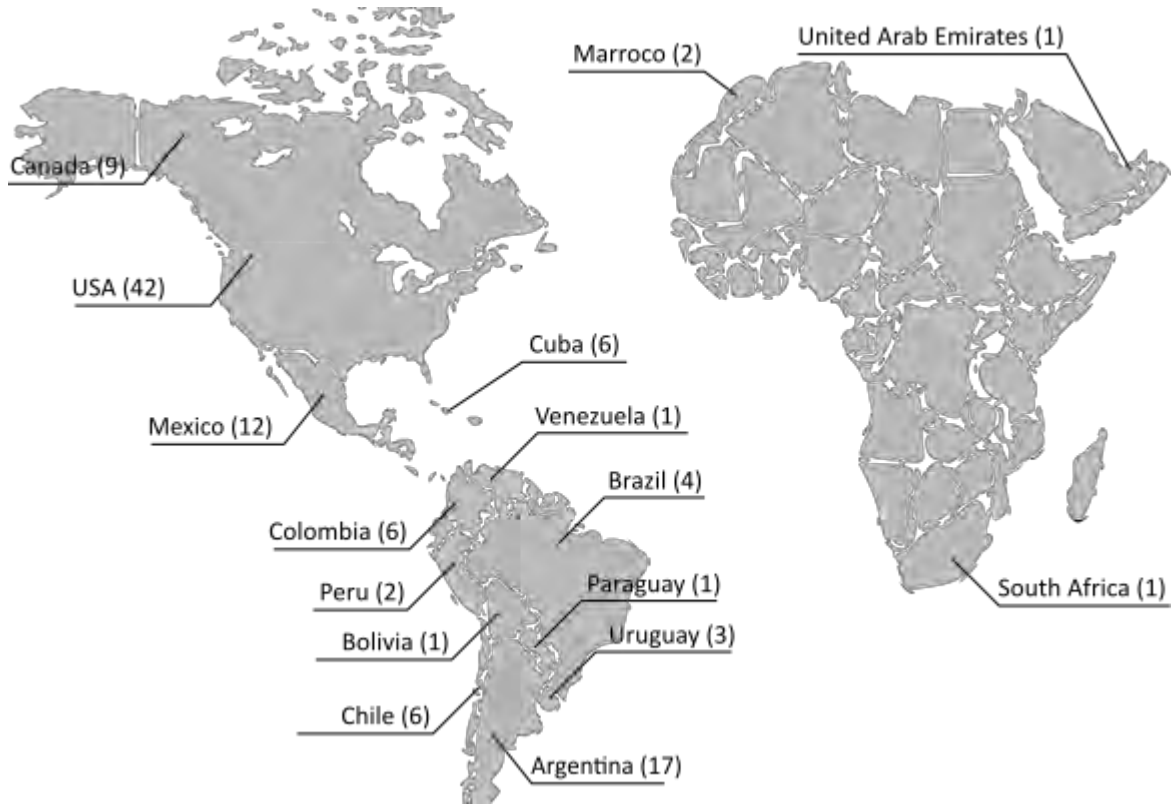 United Arab Emirates (1)
Marroco (2)
Canada (9)
USA (42)
Cuba (6)
Mexico (12)
Venezuela (1)
Brazil (4)
Colombia (6)
Peru (2)
Paraguay (1)
South Africa (1)
Bolivia (1)
Uruguay (3)
Chile (6)
Argentina (17)